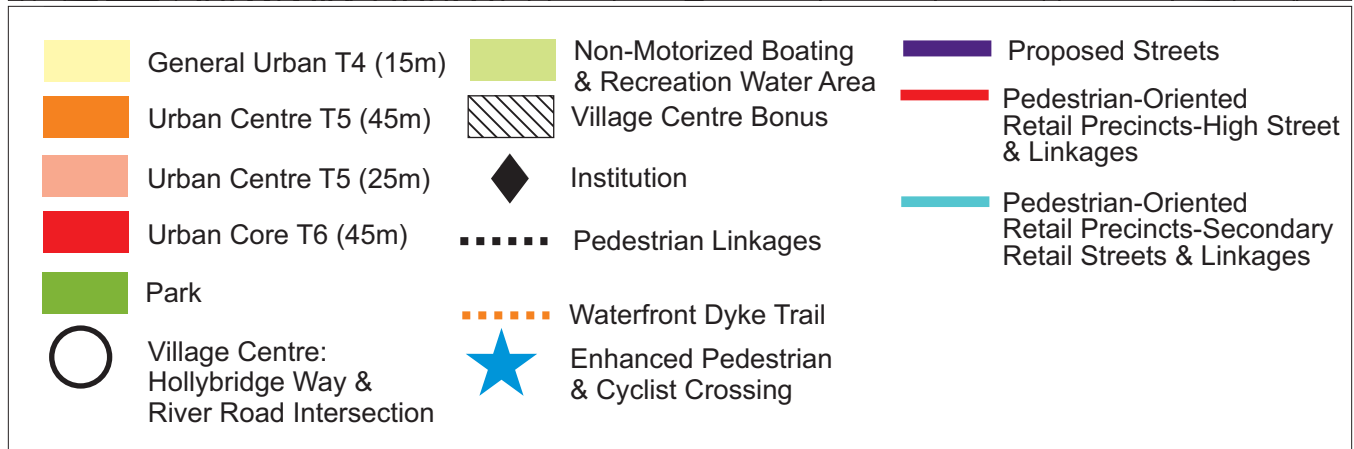 General Urban T4 (15m)
Urban Centre T5 (45m)
Urban Centre T5 (25m)
Urban Core T6 (45m)
Park
Village Centre:
Hollybridge Way &
River Road Intersection
Non-Motorized Boating
& Recreation Water Area
Village Centre Bonus
Institution
Pedestrian Linkages
Waterfront Dyke Trail
Enhanced Pedestrian
& Cyclist Crossing
Proposed Streets
Pedestrian-Oriented
Retail Precincts-High Street
& Linkages
Pedestrian-Oriented
Retail Precincts-Secondary
Retail Streets & Linkages